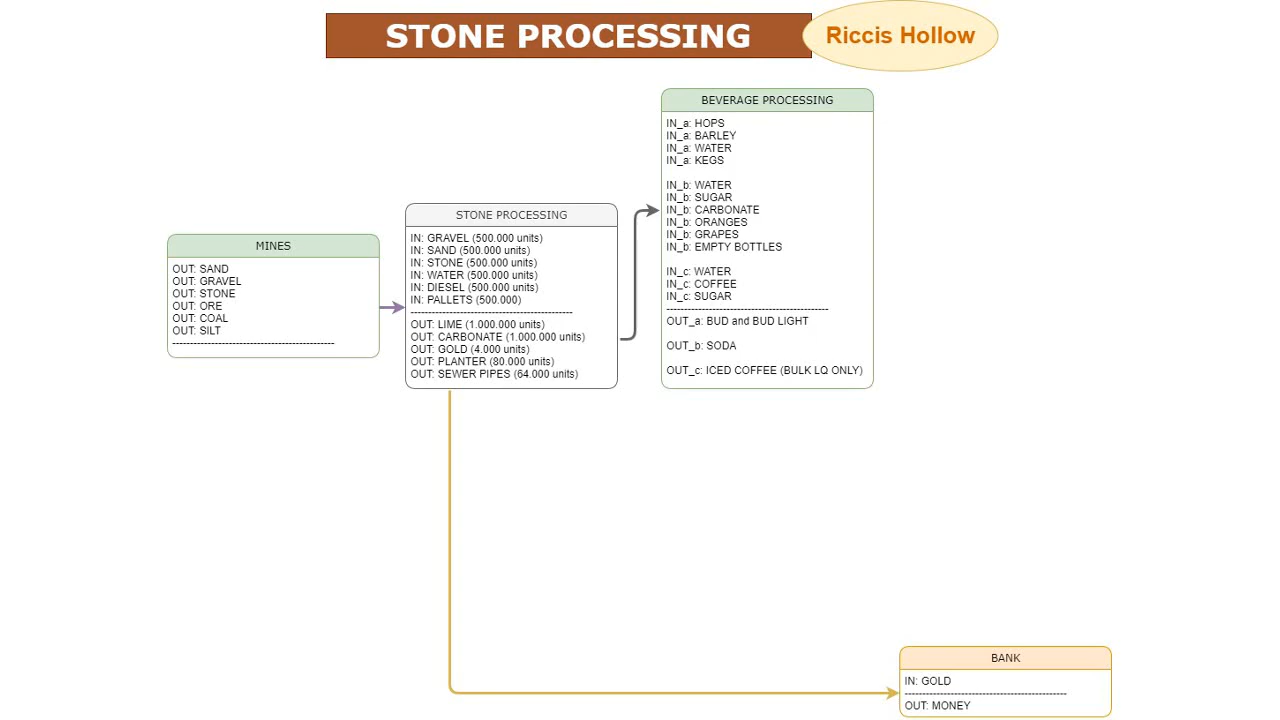 STONE PROCESSING
Riccis Hollow
MINES
OUT: SAND
OUT: GRAVEL
OUT: STONE
OUT: ORE
OUT: COAL
OUT: SILT
----------------------------------------------
STONE PROCESSING
IN: GRAVEL (500.000 units)
IN: SAND (500.000 units)
IN: STONE (500.000 units)
IN: WATER (500.000 units)
IN: DIESEL (500.000 units)
IN: PALLETS (500.000)
----------------------------------------------
OUT: LIME (1.000.000 units)
OUT: CARBONATE (1.000.000 units)
OUT: GOLD (4.000 units)
OUT: PLANTER (80.000 units)
OUT: SEWER PIPES (64.000 units)
BEVERAGE PROCESSING
IN_a: HOPS
IN_a: BARLEY
IN_a: WATER
IN_a: KEGS
IN_b: WATER
IN_b: SUGAR
IN_b: CARBONATE
IN_b: ORANGES
IN_b: GRAPES
IN_b: EMPTY BOTTLES
IN_c: WATER
IN_c: COFFEE
IN_c: SUGAR
----------------------------------------------
OUT_a: BUD and BUD LIGHT
OUT_b: SODA
OUT_c: ICED COFFEE (BULK LQ ONLY)
BANK
IN: GOLD
----------------------------------------------
OUT: MONEY